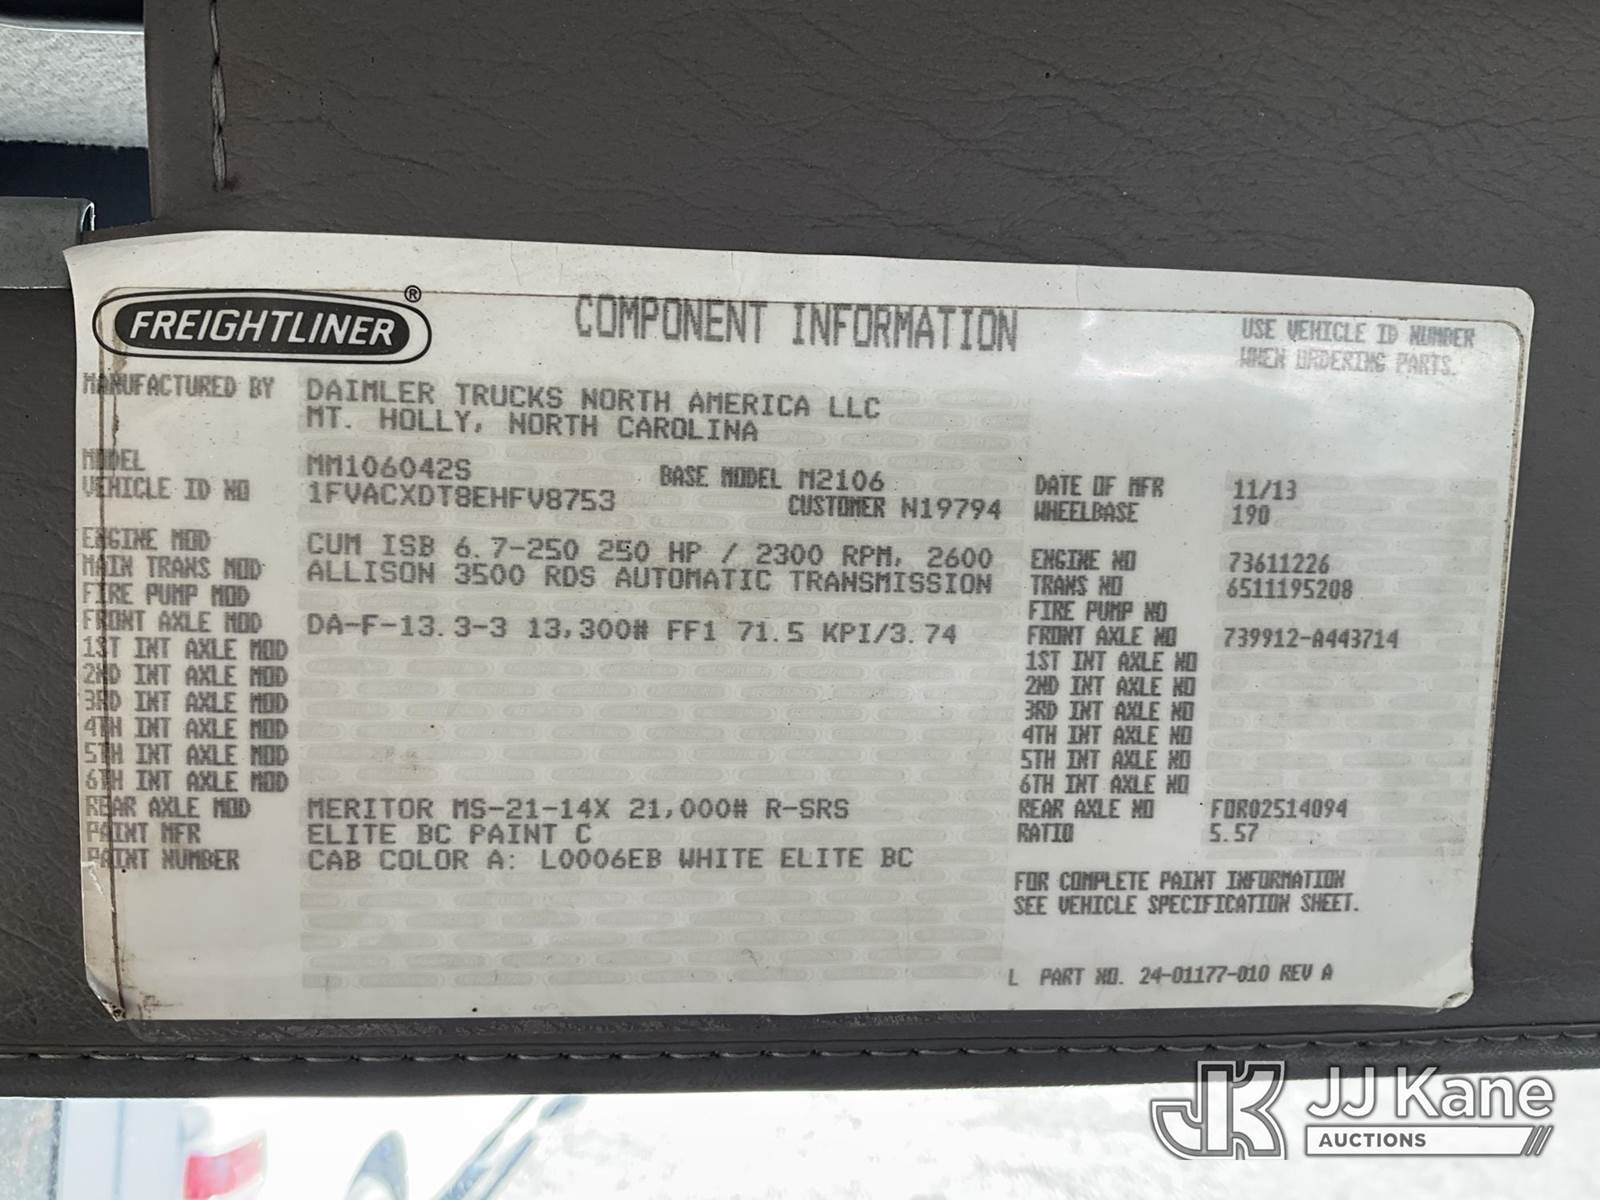 FREIGHTLINER®
COMPONENT INFORMATION
USE VEHICLE ID NUMBER
WHEN ORDERING PARTS.
MANUFACTURED BY DAIMLER TRUCKS NORTH AMERICA LLC
MT. HOLLY, NORTH CAROLINA
MODEL MM106042S BASE MODEL M2106 DATE OF MFR 11/13
VEHICLE ID NO 1FVACXDT8EHFV8753 CUSTOMER N19794 WHEELBASE 190
ENGINE MOD CUM ISB 6.7-250 250 HP / 2300 RPM, 2600 ENGINE NO 73611226
MAIN TRANS MOD ALLISON 3500 RDS AUTOMATIC TRANSMISSION TRANS NO 6511195208
FIRE PUMP MOD FIRE PUMP NO
FRONT AXLE MOD DA-F-13.3-3 13,300# FF1 71.5 KPI/3.74 FRONT AXLE NO 739912-A443714
1ST INT AXLE MOD 1ST INT AXLE NO
2ND INT AXLE MOD 2ND INT AXLE NO
3RD INT AXLE MOD 3RD INT AXLE NO
4TH INT AXLE MOD 4TH INT AXLE NO
5TH INT AXLE MOD 5TH INT AXLE NO
6TH INT AXLE MOD 6TH INT AXLE NO
REAR AXLE MOD MERITOR MS-21-14X 21,000# R-SRS REAR AXLE NO FOR02514094
PAINT MFR ELITE BC PAINT C RATIO 5.57
PAINT NUMBER CAB COLOR A: L0006EB WHITE ELITE BC
FOR COMPLETE PAINT INFORMATION
SEE VEHICLE SPECIFICATION SHEET.
L PART NO. 24-01177-010 REV A
JK JJ Kane
AUCTIONS